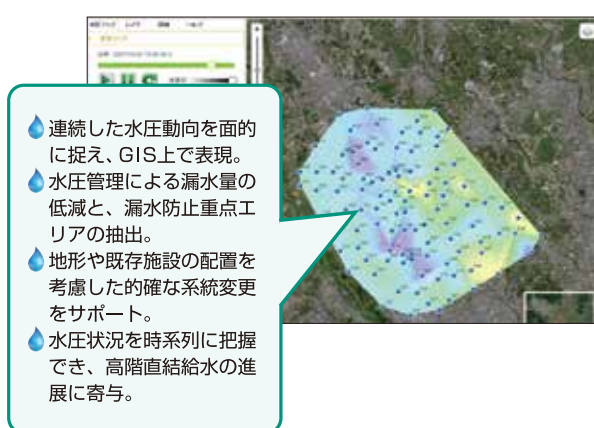 連続した水圧動向を面的
に捉え、GIS上で表現。
水圧管理による漏水量の
低減と、漏水防止重点エ
リアの抽出。
地形や既存施設の配置を
考慮した的確な系統変更
をサポート。
水圧状況を時系列に把握
でき、高階直結給水の進
展に寄与。